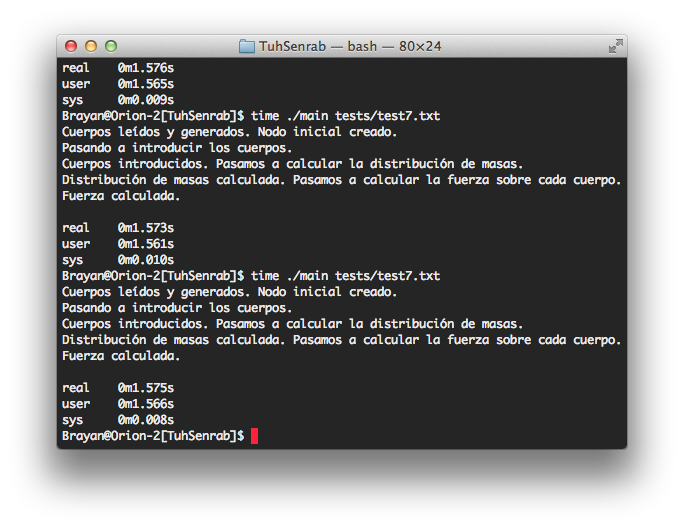 TuhSenrab — bash — 80×24
real    0m1.576s
user    0m1.565s
sys     0m0.009s
Brayan@Orion-2[TuhSenrab]$ time ./main tests/test7.txt
Cuerpos leídos y generados. Nodo inicial creado.
Pasando a introducir los cuerpos.
Cuerpos introducidos. Pasamos a calcular la distribución de masas.
Distribución de masas calculada. Pasamos a calcular la fuerza sobre cada cuerpo.
Fuerza calculada.
real    0m1.573s
user    0m1.561s
sys     0m0.010s
Brayan@Orion-2[TuhSenrab]$ time ./main tests/test7.txt
Cuerpos leídos y generados. Nodo inicial creado.
Pasando a introducir los cuerpos.
Cuerpos introducidos. Pasamos a calcular la distribución de masas.
Distribución de masas calculada. Pasamos a calcular la fuerza sobre cada cuerpo.
Fuerza calculada.
real    0m1.575s
user    0m1.566s
sys     0m0.008s
Brayan@Orion-2[TuhSenrab]$